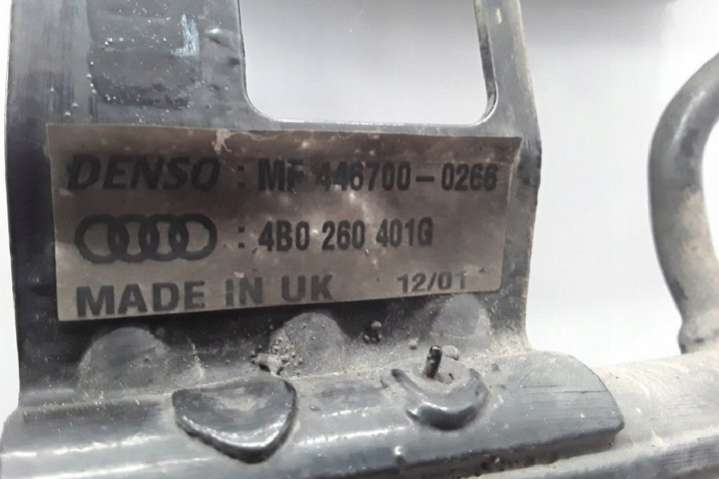 DENSO : MF 446700-0266
: 4B0 260 401G
MADE IN UK 12/01